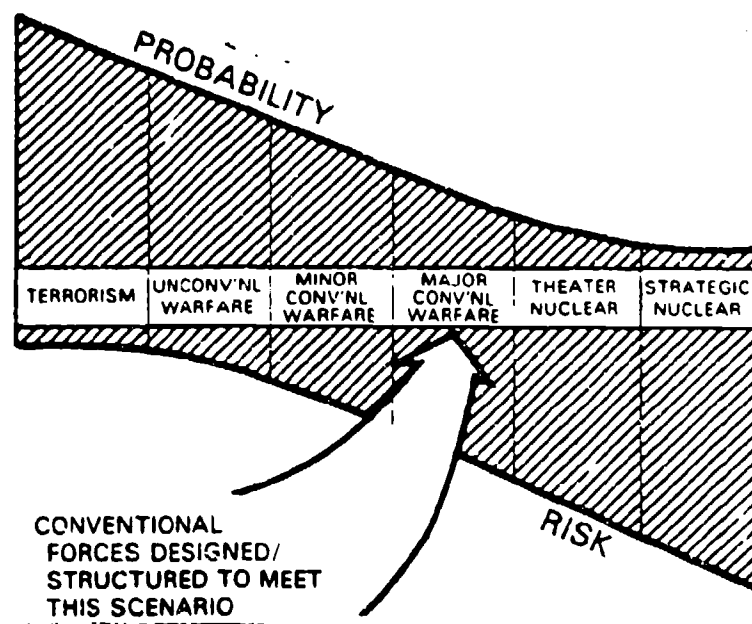 PROBABILITY
TERRORISM
UNCONV'NL
WARFARE
MINOR
CONV'NL
WARFARE
MAJOR
CONV'NL
WARFARE
THEATER
NUCLEAR
STRATEGIC
NUCLEAR
RISK
CONVENTIONAL
FORCES DESIGNED/
STRUCTURED TO MEET
THIS SCENARIO